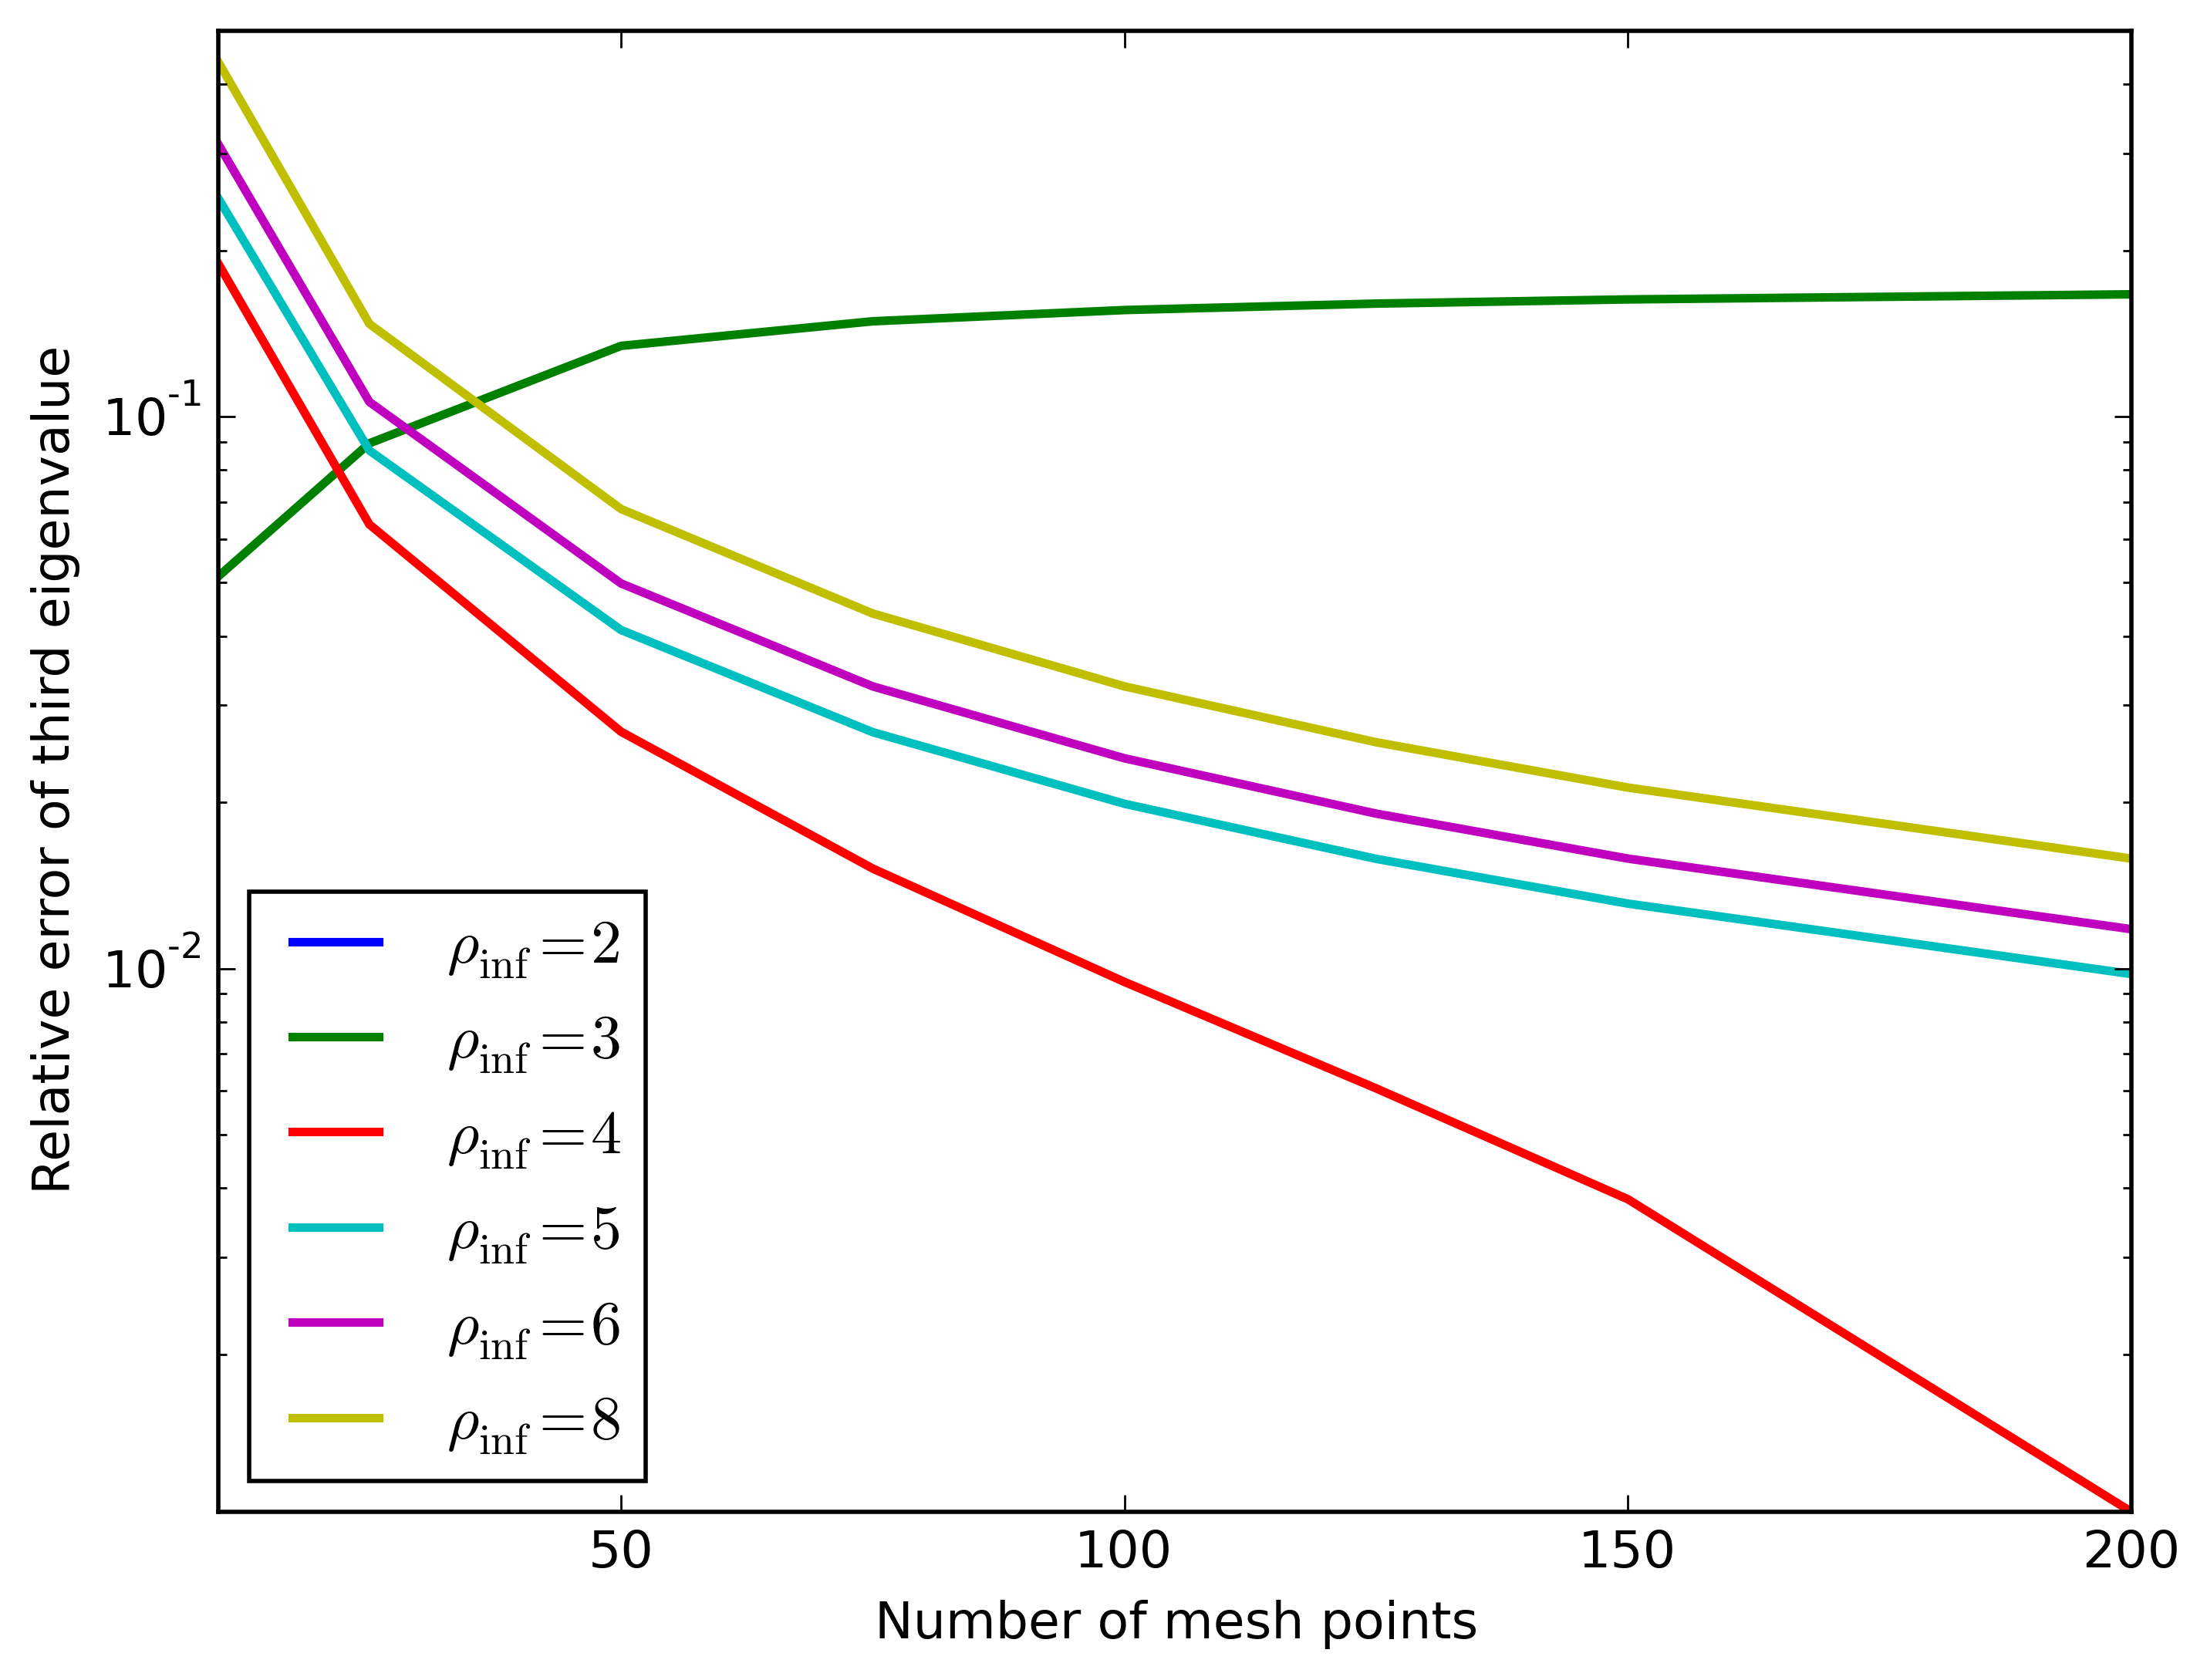 Relative error of third eigenvalue
10^-1
10^-2
ρ_inf=2
ρ_inf=3
ρ_inf=4
ρ_inf=5
ρ_inf=6
ρ_inf=8
50 100 150 200
Number of mesh points